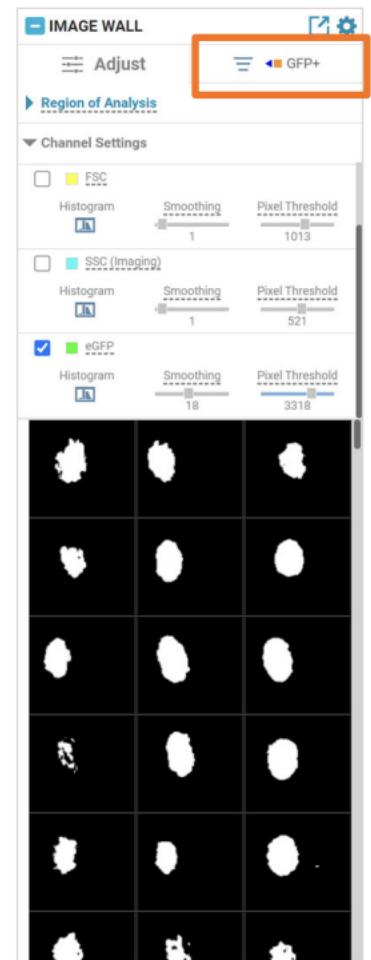 IMAGE WALL
Adjust
GFP+
Region of Analysis
Channel Settings
FSC
Histogram Smoothing Pixel Threshold
1 1013
SSC (Imaging)
Histogram Smoothing Pixel Threshold
1 521
eGFP
Histogram Smoothing Pixel Threshold
18 3318